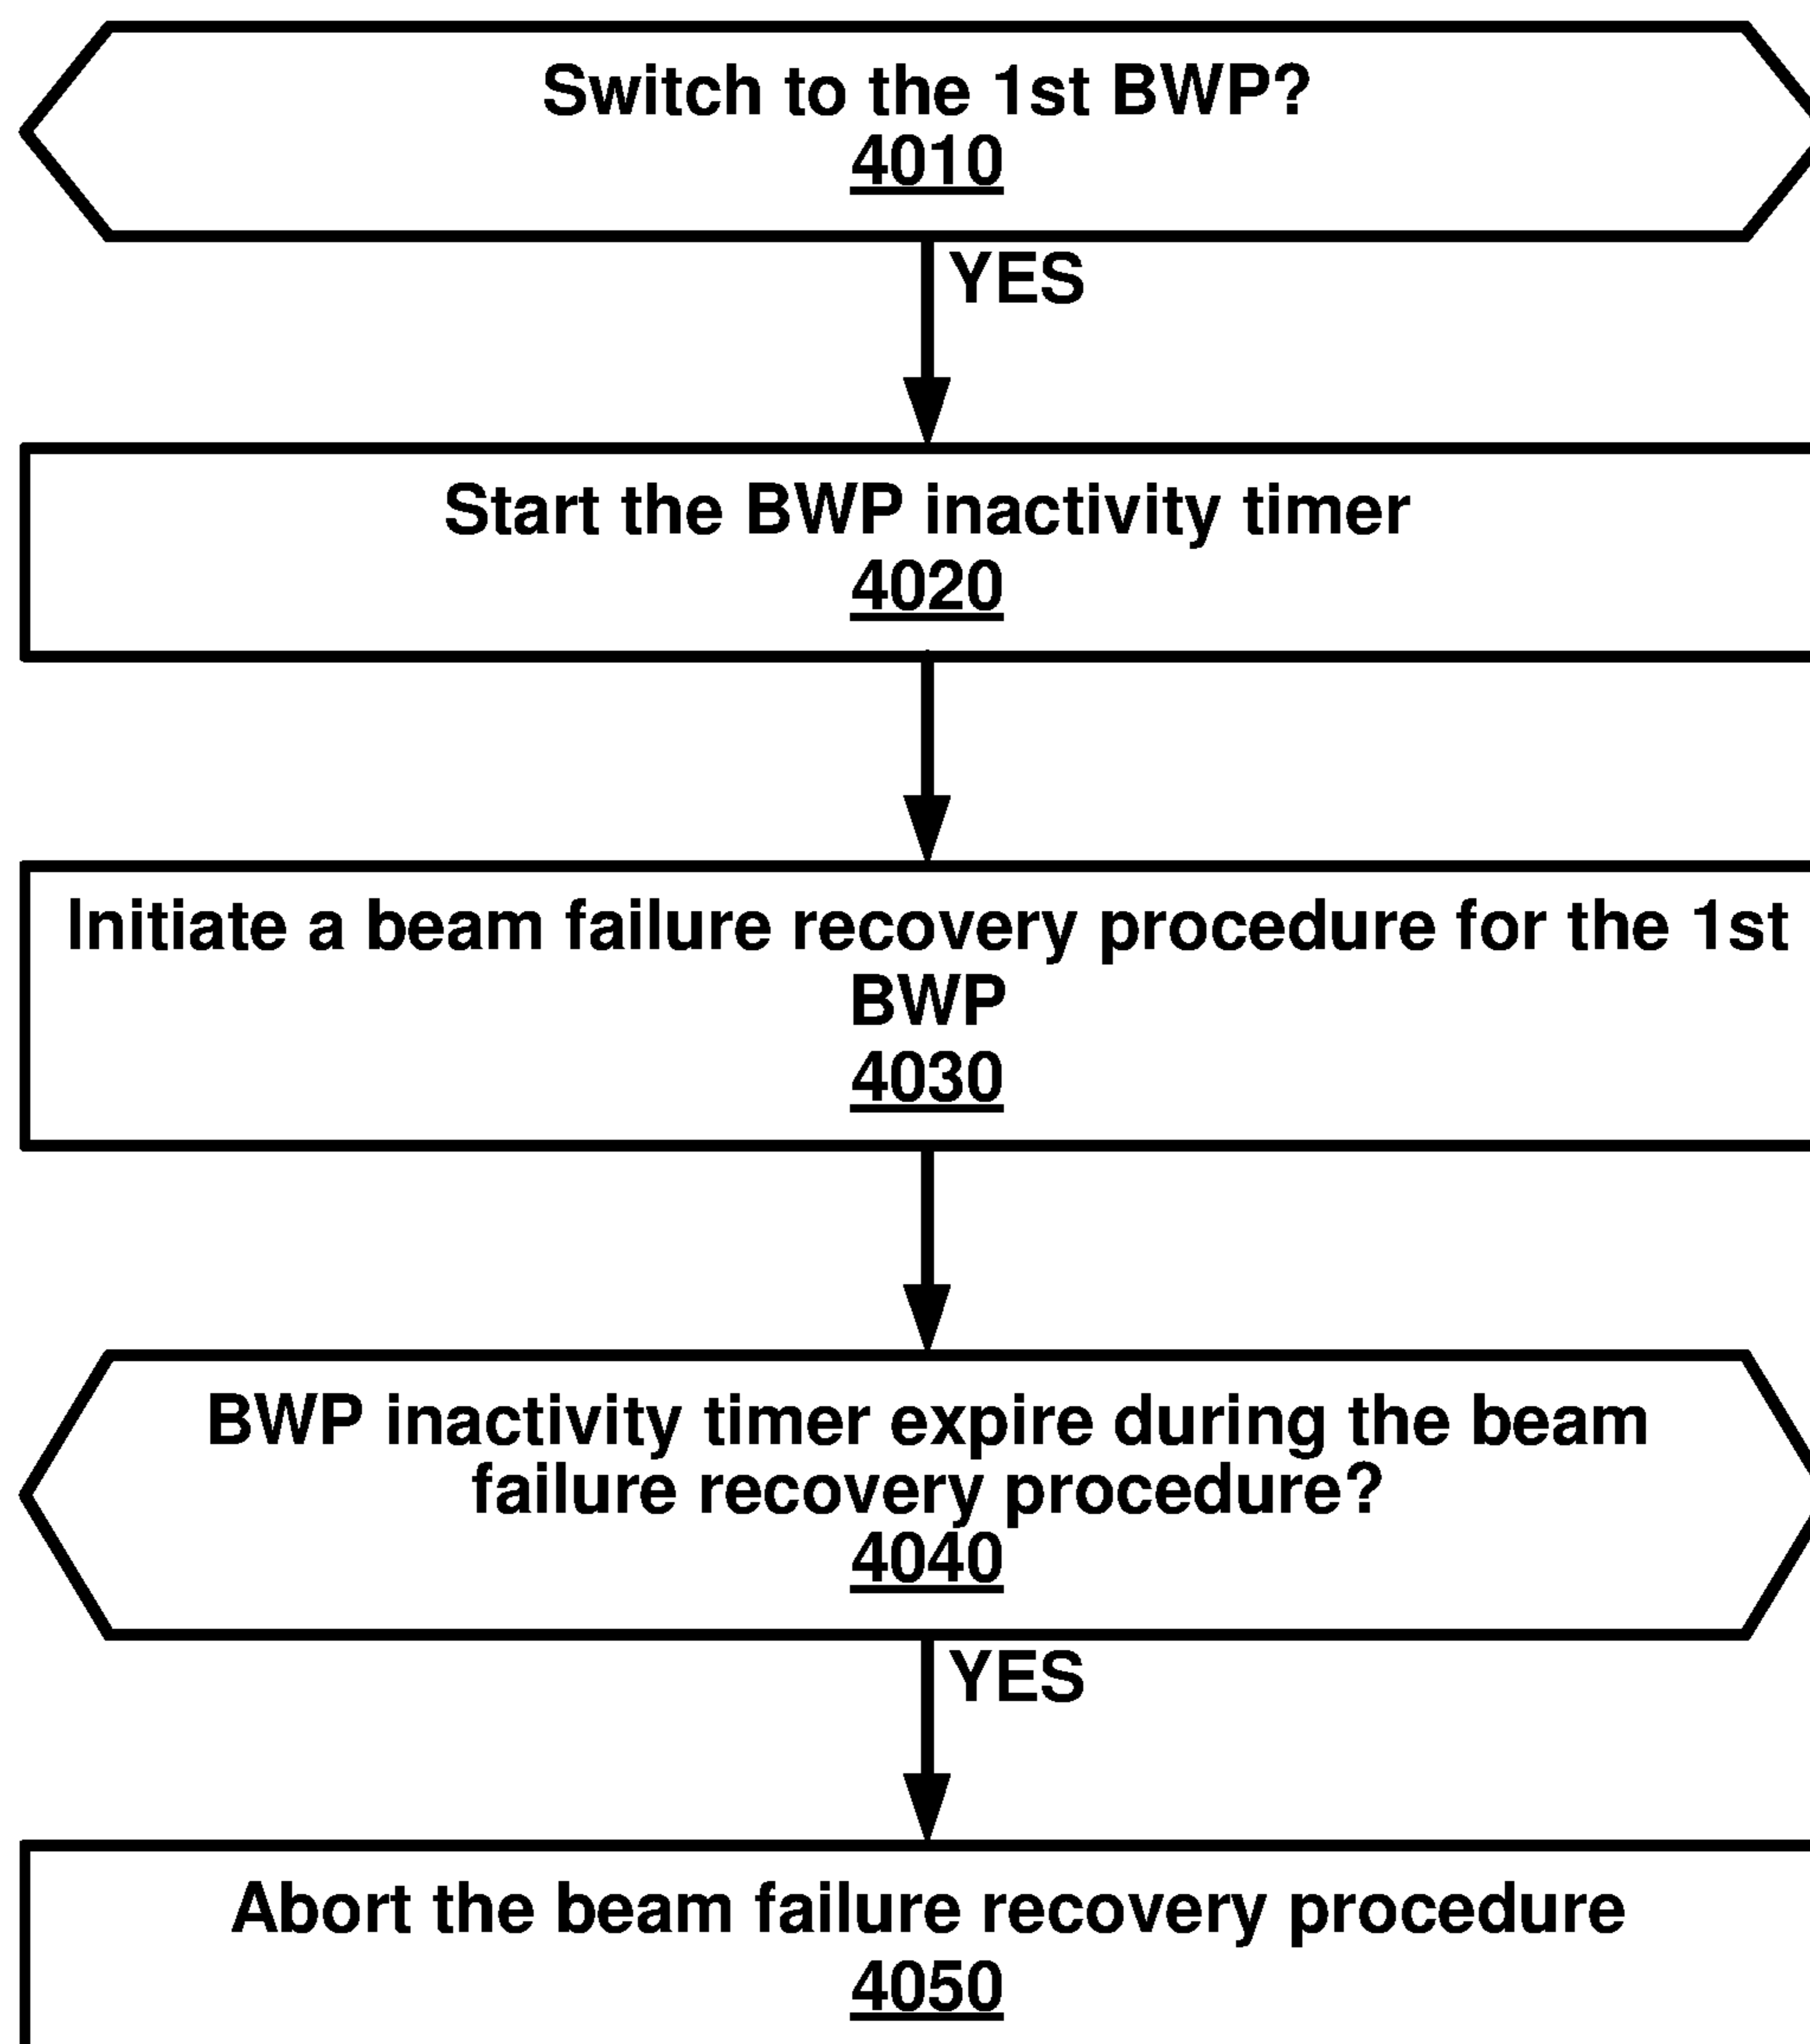 Switch to the 1st BWP?
4010
YES
Start the BWP inactivity timer
4020
Initiate a beam failure recovery procedure for the 1st
BWP
4030
BWP inactivity timer expire during the beam
failure recovery procedure?
4040
YES
Abort the beam failure recovery procedure
4050